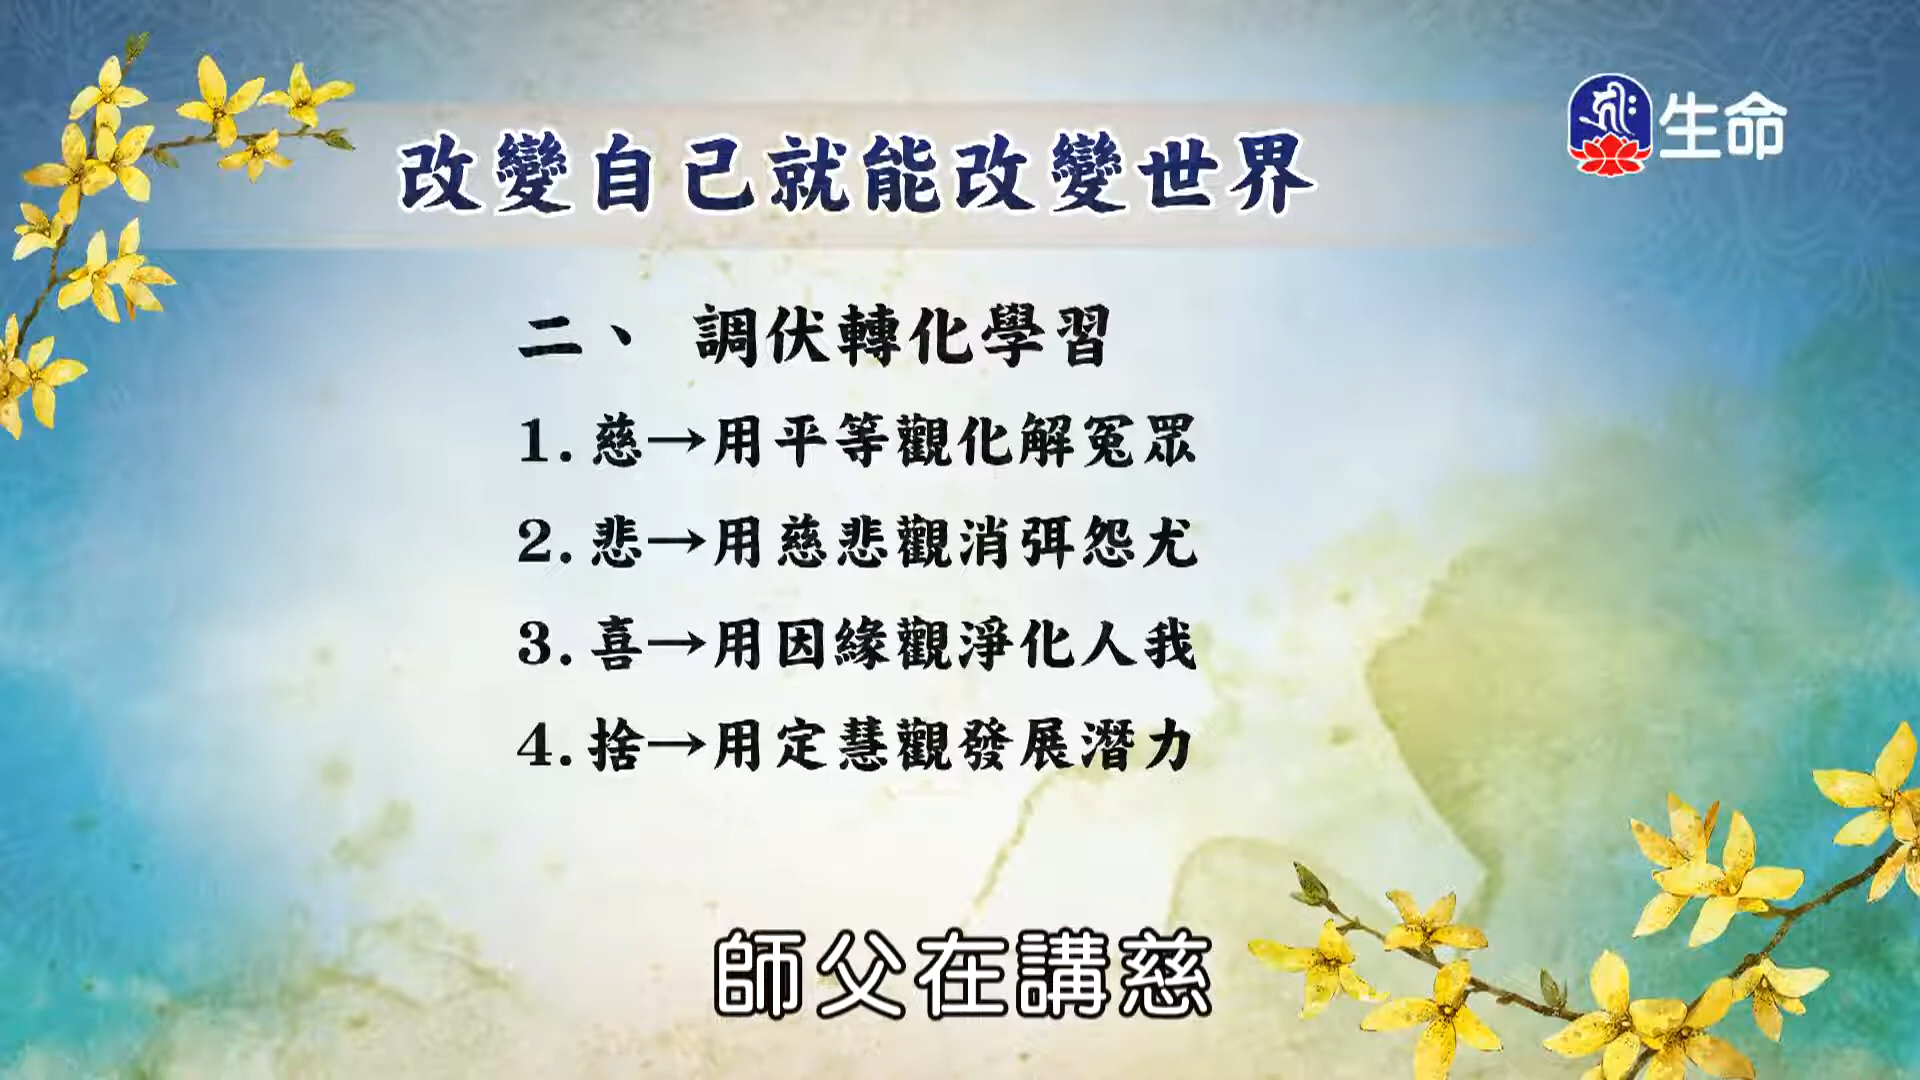 生命
改變自己就能改變世界
二、 調伏轉化學習
1.慈→用平等觀化解冤眾
2.悲→用慈悲觀消弭怨尤
3.喜→用因緣觀淨化人我
4.捨→用定慧觀發展潛力
師父在講慈